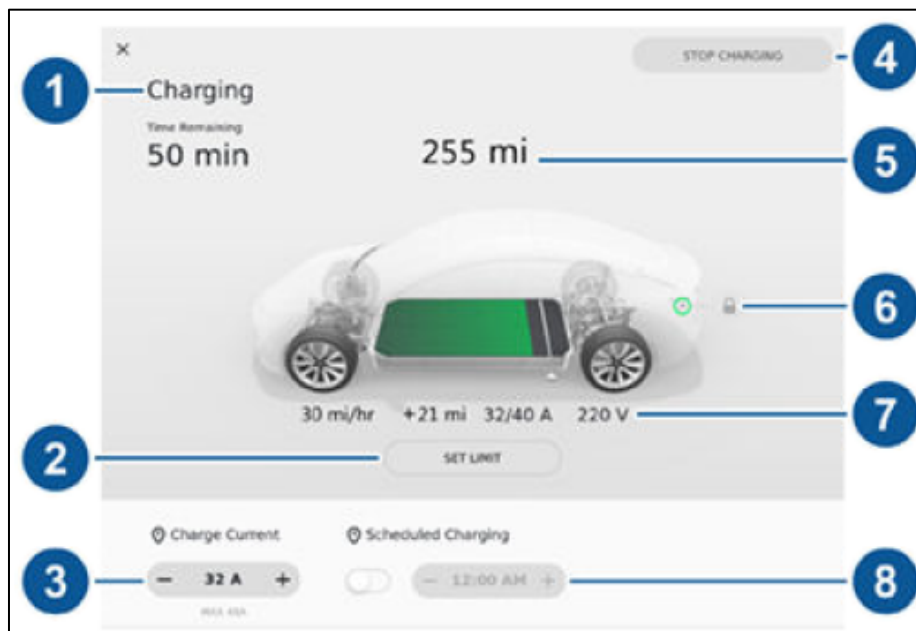 ×
STOP CHARGING
4
1
Charging
Time Remaining
50 min
255 mi
5
6
30 mi/hr +21 mi 32/40 A 220 V
7
2
SET LIMIT
Charge Current
Scheduled Charging
3
− 32 A +
− 12:00 AM +
8